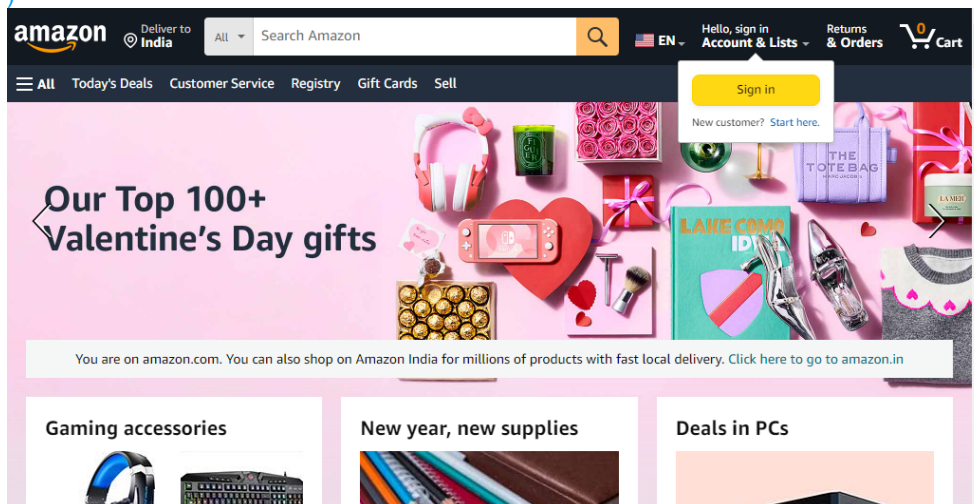 amazon
Deliver to
India
All
Search Amazon
EN
Hello, sign in
Account & Lists
Returns
& Orders
0
Cart
All
Today's Deals
Customer Service
Registry
Gift Cards
Sell
Sign in
New customer? Start here.
Our Top 100+
Valentine's Day gifts
THE
TOTE BAG
MARC JACOBS
LA MER
LAKE COMO
You are on amazon.com. You can also shop on Amazon India for millions of products with fast local delivery. Click here to go to amazon.in
Gaming accessories
New year, new supplies
Deals in PCs